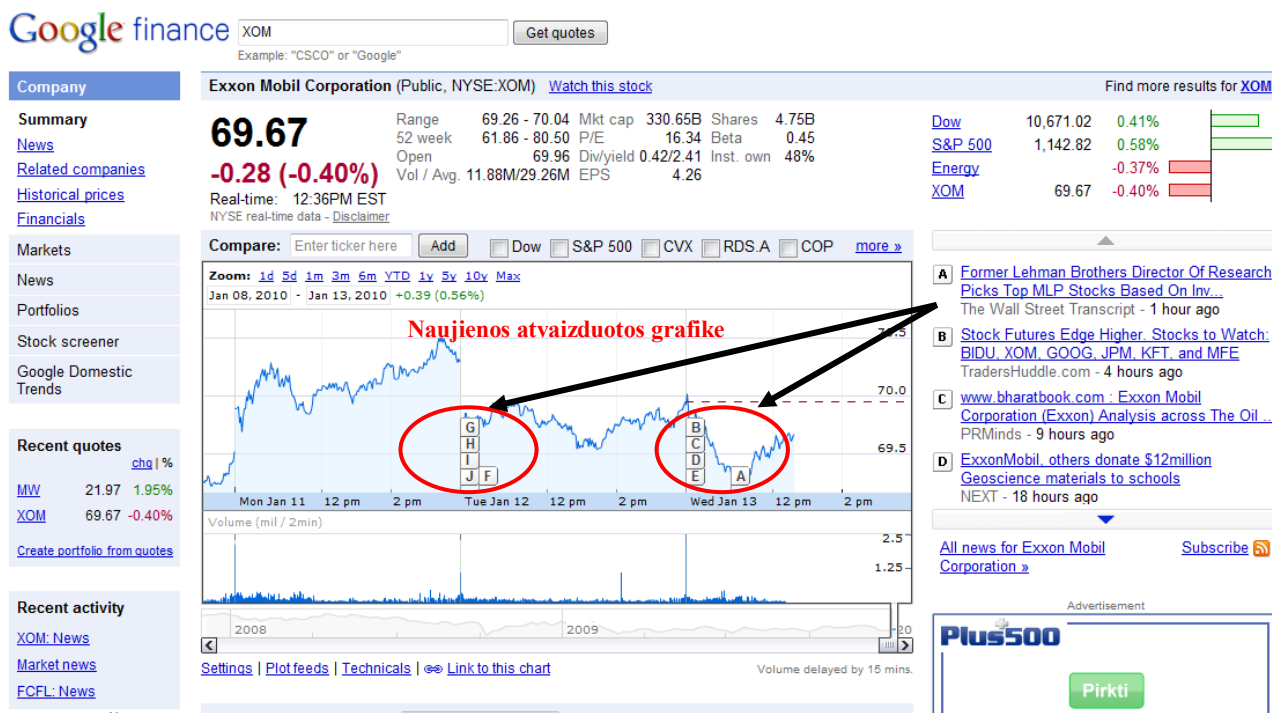 Google finance
XOM
Get quotes
Example: "CSCO" or "Google"
Company
Summary
News
Related companies
Historical prices
Financials
Markets
News
Portfolios
Stock screener
Google Domestic
Trends
Recent quotes
chg | %
MW 21.97 1.95%
XOM 69.67 -0.40%
Create portfolio from quotes
Recent activity
XOM: News
Market news
FCFL: News
Exxon Mobil Corporation (Public, NYSE:XOM) Watch this stock
Find more results for XOM
69.67
-0.28 (-0.40%)
Real-time: 12:36PM EST
NYSE real-time data - Disclaimer
Range 69.26 - 70.04 Mkt cap 330.65B Shares 4.75B
52 week 61.86 - 80.50 P/E 16.34 Beta 0.45
Open 69.96 Div/yield 0.42/2.41 Inst. own 48%
Vol / Avg. 11.88M/29.26M EPS 4.26
Dow 10,671.02 0.41%
S&P 500 1,142.82 0.58%
Energy -0.37%
XOM 69.67 -0.40%
Compare: Enter ticker here Add Dow S&P 500 CVX RDS.A COP more »
Zoom: 1d 5d 1m 3m 6m YTD 1y 5y 10y Max
Jan 08, 2010 - Jan 13, 2010 +0.39 (0.56%)
Naujienos atvaizduotos grafike
70.5
70.0
69.5
G
H
I
J F
B
C
D
E A
Mon Jan 11 12 pm 2 pm Tue Jan 12 12 pm 2 pm Wed Jan 13 12 pm 2 pm
Volume (mil / 2min)
2.5
1.25
2008 2009 20
Settings | Plot feeds | Technicals | Link to this chart
Volume delayed by 15 mins.
A Former Lehman Brothers Director Of Research
Picks Top MLP Stocks Based On Inv...
The Wall Street Transcript - 1 hour ago
B Stock Futures Edge Higher. Stocks to Watch:
BIDU, XOM, GOOG, JPM, KFT, and MFE
TradersHuddle.com - 4 hours ago
C www.bharatbook.com : Exxon Mobil
Corporation (Exxon) Analysis across The Oil ...
PRMinds - 9 hours ago
D ExxonMobil, others donate $12million
Geoscience materials to schools
NEXT - 18 hours ago
All news for Exxon Mobil
Corporation »
Subscribe
Advertisement
Plus500
Pirkti